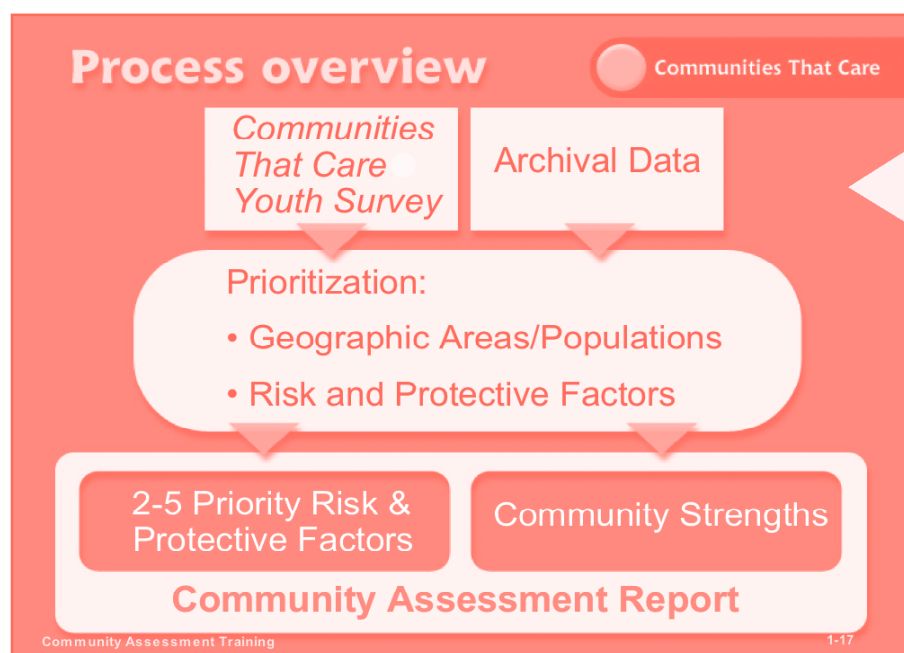 Process overview
Communities That Care
Communities
That Care
Youth Survey
Archival Data
Prioritization:
• Geographic Areas/Populations
• Risk and Protective Factors
2-5 Priority Risk &
Protective Factors
Community Strengths
Community Assessment Report
Community Assessment Training
1-17